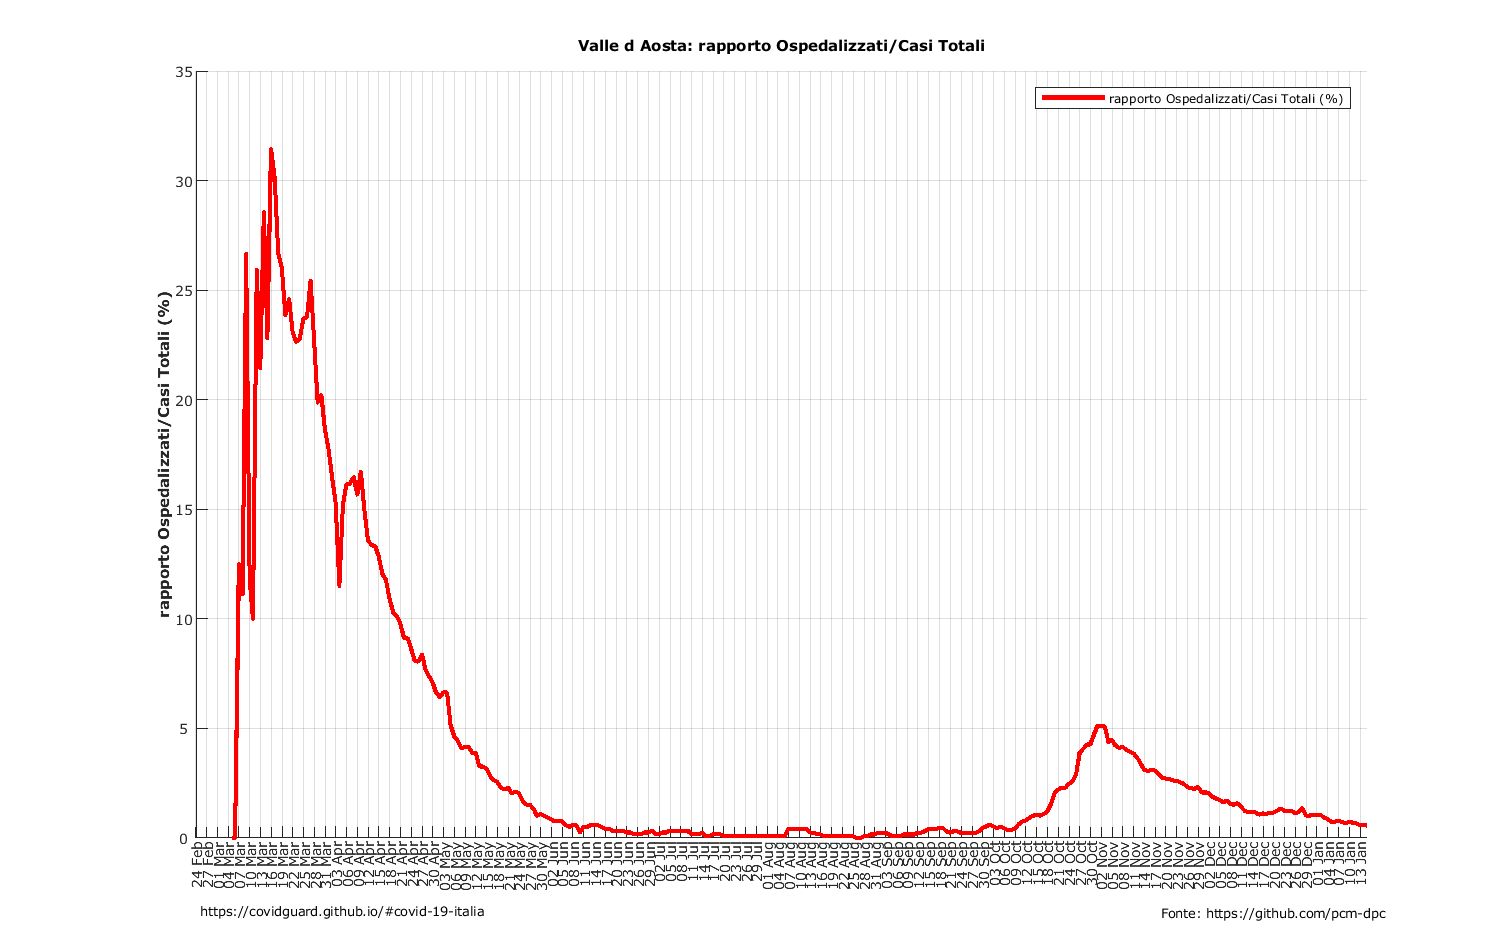 Valle d Aosta: rapporto Ospedalizzati/Casi Totali
rapporto Ospedalizzati/Casi Totali (%)
rapporto Ospedalizzati/Casi Totali (%)
35
30
25
20
15
10
5
0
24 Feb
27 Feb
01 Mar
04 Mar
07 Mar
10 Mar
13 Mar
16 Mar
19 Mar
22 Mar
25 Mar
28 Mar
31 Mar
03 Apr
06 Apr
09 Apr
12 Apr
15 Apr
18 Apr
21 Apr
24 Apr
27 Apr
30 Apr
03 May
06 May
09 May
12 May
15 May
18 May
21 May
24 May
27 May
30 May
02 Jun
05 Jun
08 Jun
11 Jun
14 Jun
17 Jun
20 Jun
23 Jun
26 Jun
29 Jun
02 Jul
05 Jul
08 Jul
11 Jul
14 Jul
17 Jul
20 Jul
23 Jul
26 Jul
29 Jul
01 Aug
04 Aug
07 Aug
10 Aug
13 Aug
16 Aug
19 Aug
22 Aug
25 Aug
28 Aug
31 Aug
03 Sep
06 Sep
09 Sep
12 Sep
15 Sep
18 Sep
21 Sep
24 Sep
27 Sep
30 Sep
03 Oct
06 Oct
09 Oct
12 Oct
15 Oct
18 Oct
21 Oct
24 Oct
27 Oct
30 Oct
02 Nov
05 Nov
08 Nov
11 Nov
14 Nov
17 Nov
20 Nov
23 Nov
26 Nov
29 Nov
02 Dec
05 Dec
08 Dec
11 Dec
14 Dec
17 Dec
20 Dec
23 Dec
26 Dec
29 Dec
01 Jan
04 Jan
07 Jan
10 Jan
13 Jan
https://covidguard.github.io/#covid-19-italia
Fonte: https://github.com/pcm-dpc